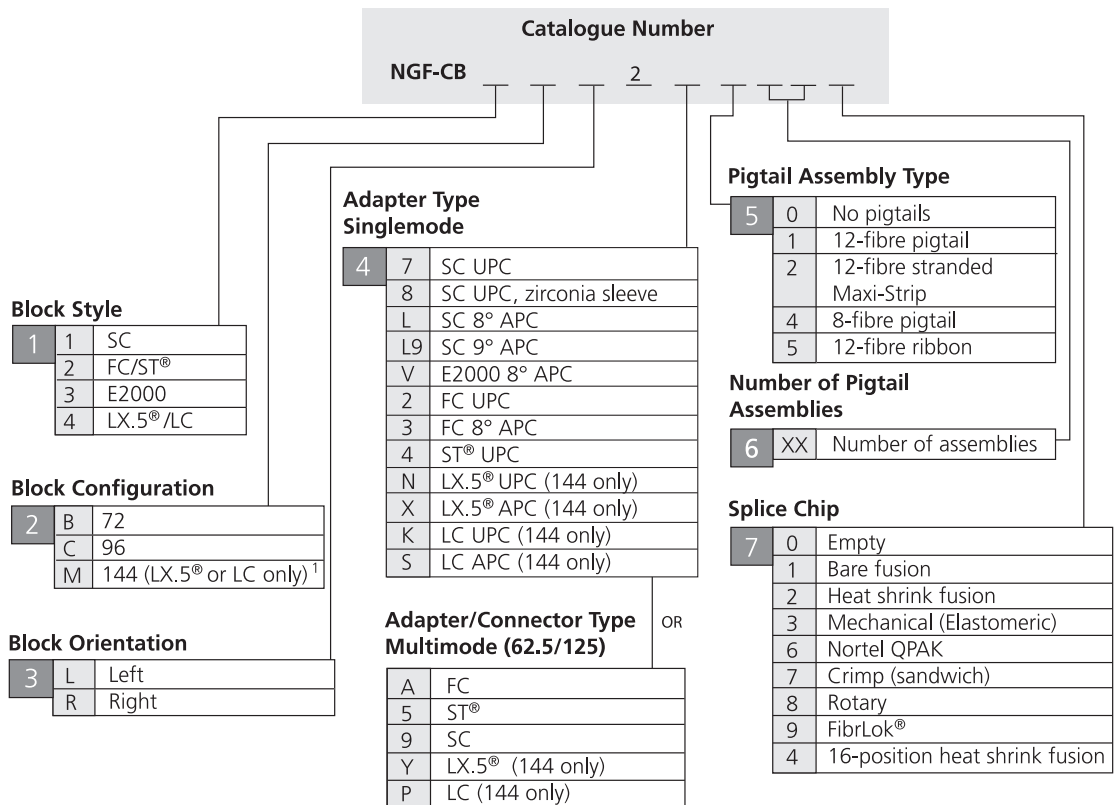 Catalogue Number
NGF-CB __ __ __ 2 __ __ __ __ __
Block Style
1
1 SC
2 FC/ST®
3 E2000
4 LX.5®/LC
Block Configuration
2
B 72
C 96
M 144 (LX.5® or LC only) 1
Block Orientation
3
L Left
R Right
Adapter Type
Singlemode
4
7 SC UPC
8 SC UPC, zirconia sleeve
L SC 8° APC
L9 SC 9° APC
V E2000 8° APC
2 FC UPC
3 FC 8° APC
4 ST® UPC
N LX.5® UPC (144 only)
X LX.5® APC (144 only)
K LC UPC (144 only)
S LC APC (144 only)
OR
Adapter/Connector Type
Multimode (62.5/125)
A FC
5 ST®
9 SC
Y LX.5® (144 only)
P LC (144 only)
Pigtail Assembly Type
5
0 No pigtails
1 12-fibre pigtail
2 12-fibre stranded
Maxi-Strip
4 8-fibre pigtail
5 12-fibre ribbon
Number of Pigtail
Assemblies
6
XX Number of assemblies
Splice Chip
7
0 Empty
1 Bare fusion
2 Heat shrink fusion
3 Mechanical (Elastomeric)
6 Nortel QPAK
7 Crimp (sandwich)
8 Rotary
9 FibrLok®
4 16-position heat shrink fusion